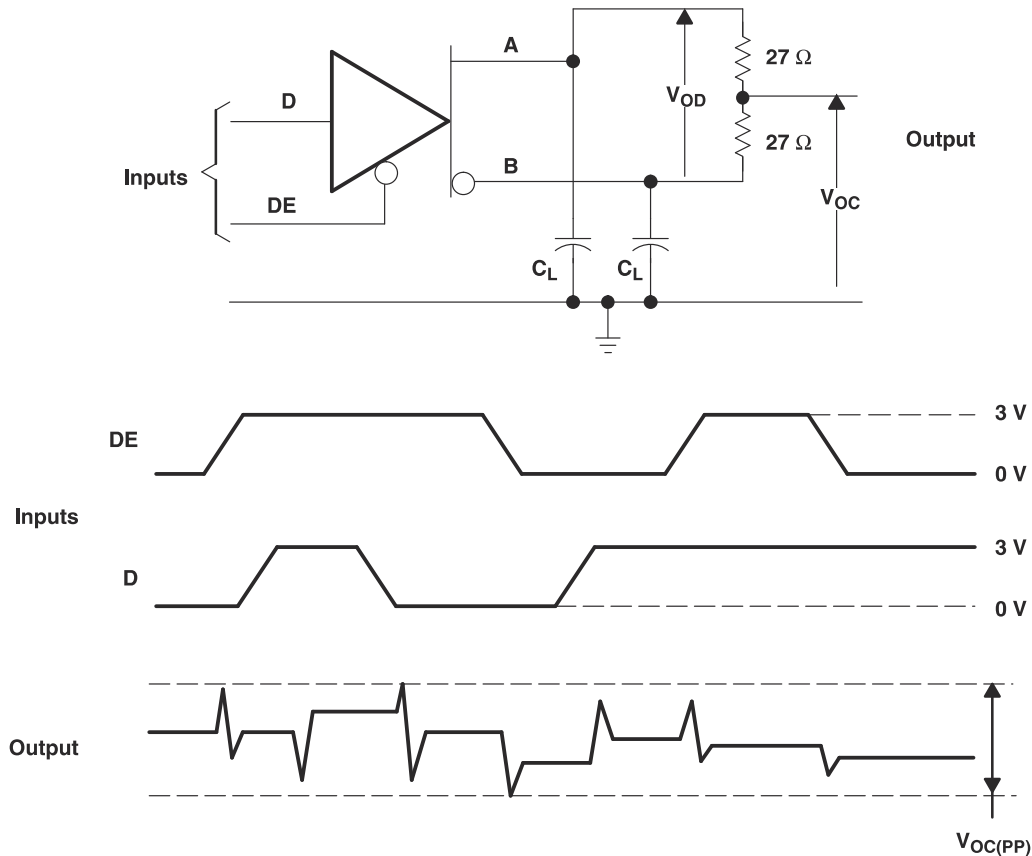 A
27 Ω
D
V_OD
27 Ω
Output
Inputs
B
V_OC
DE
C_L
C_L
DE
3 V
0 V
Inputs
D
3 V
0 V
Output
V_OC(PP)